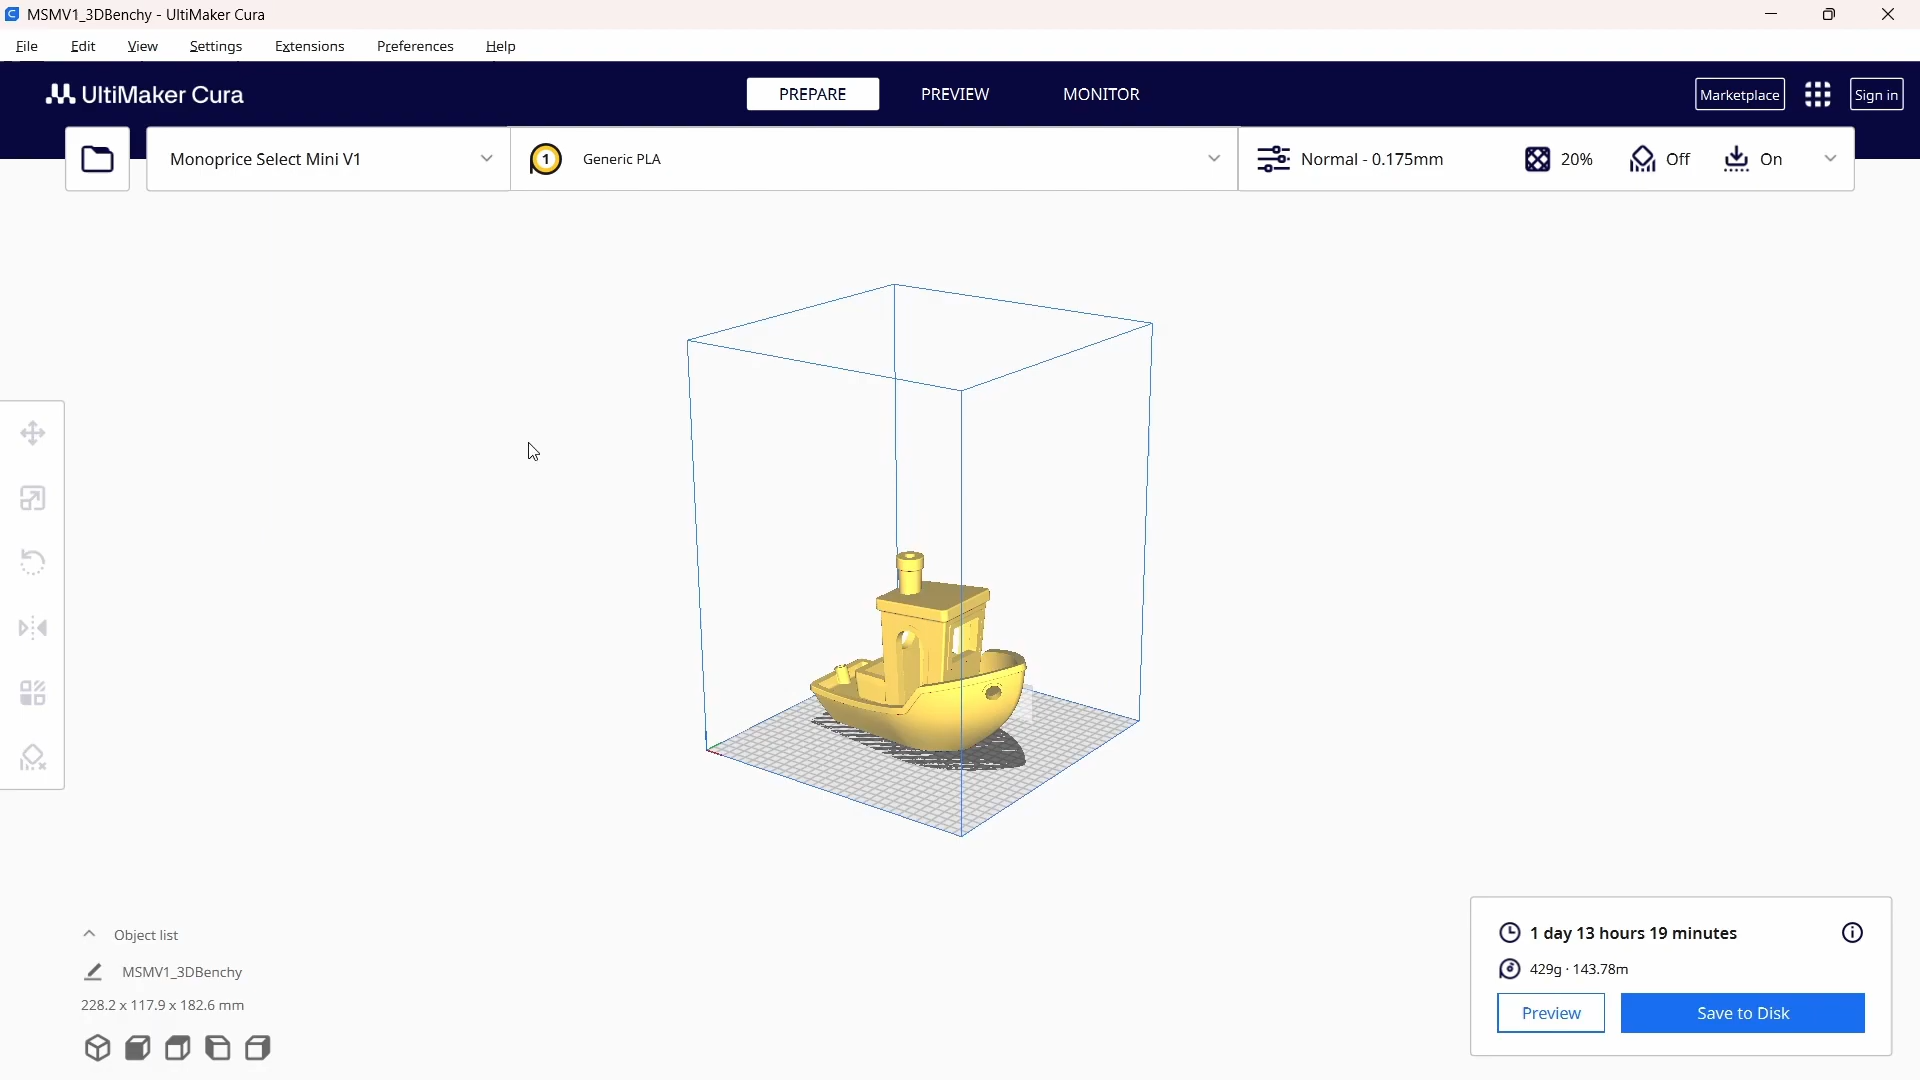 MSMV1_3DBenchy - UltiMaker Cura
File Edit View Settings Extensions Preferences Help
UltiMaker Cura
PREPARE PREVIEW MONITOR
Marketplace
Sign in
Monoprice Select Mini V1
1 Generic PLA
Normal - 0.175mm 20% Off On
Object list
MSMV1_3DBenchy
228.2 x 117.9 x 182.6 mm
1 day 13 hours 19 minutes
429g · 143.78m
Preview Save to Disk